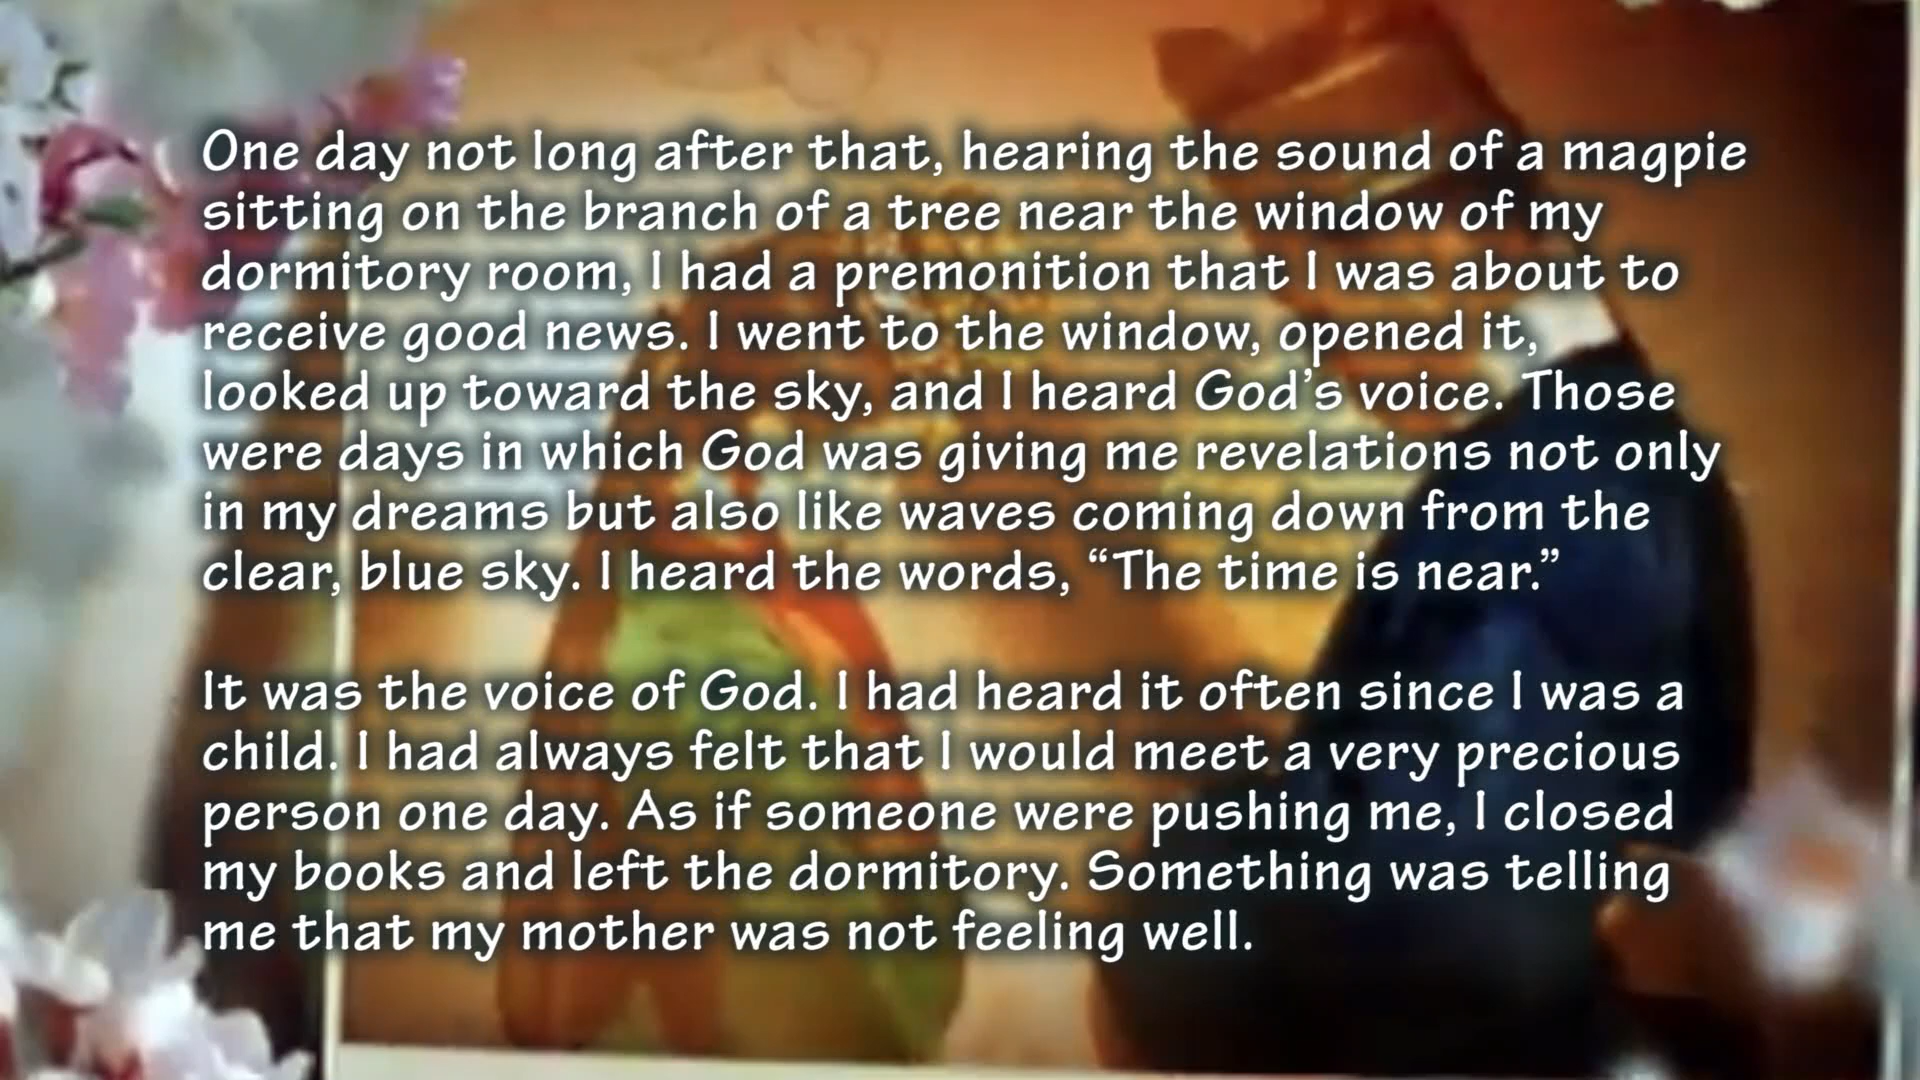 One day not long after that, hearing the sound of a magpie
sitting on the branch of a tree near the window of my
dormitory room, I had a premonition that I was about to
receive good news. I went to the window, opened it,
looked up toward the sky, and I heard God’s voice. Those
were days in which God was giving me revelations not only
in my dreams but also like waves coming down from the
clear, blue sky. I heard the words, “The time is near.”
It was the voice of God. I had heard it often since I was a
child. I had always felt that I would meet a very precious
person one day. As if someone were pushing me, I closed
my books and left the dormitory. Something was telling
me that my mother was not feeling well.